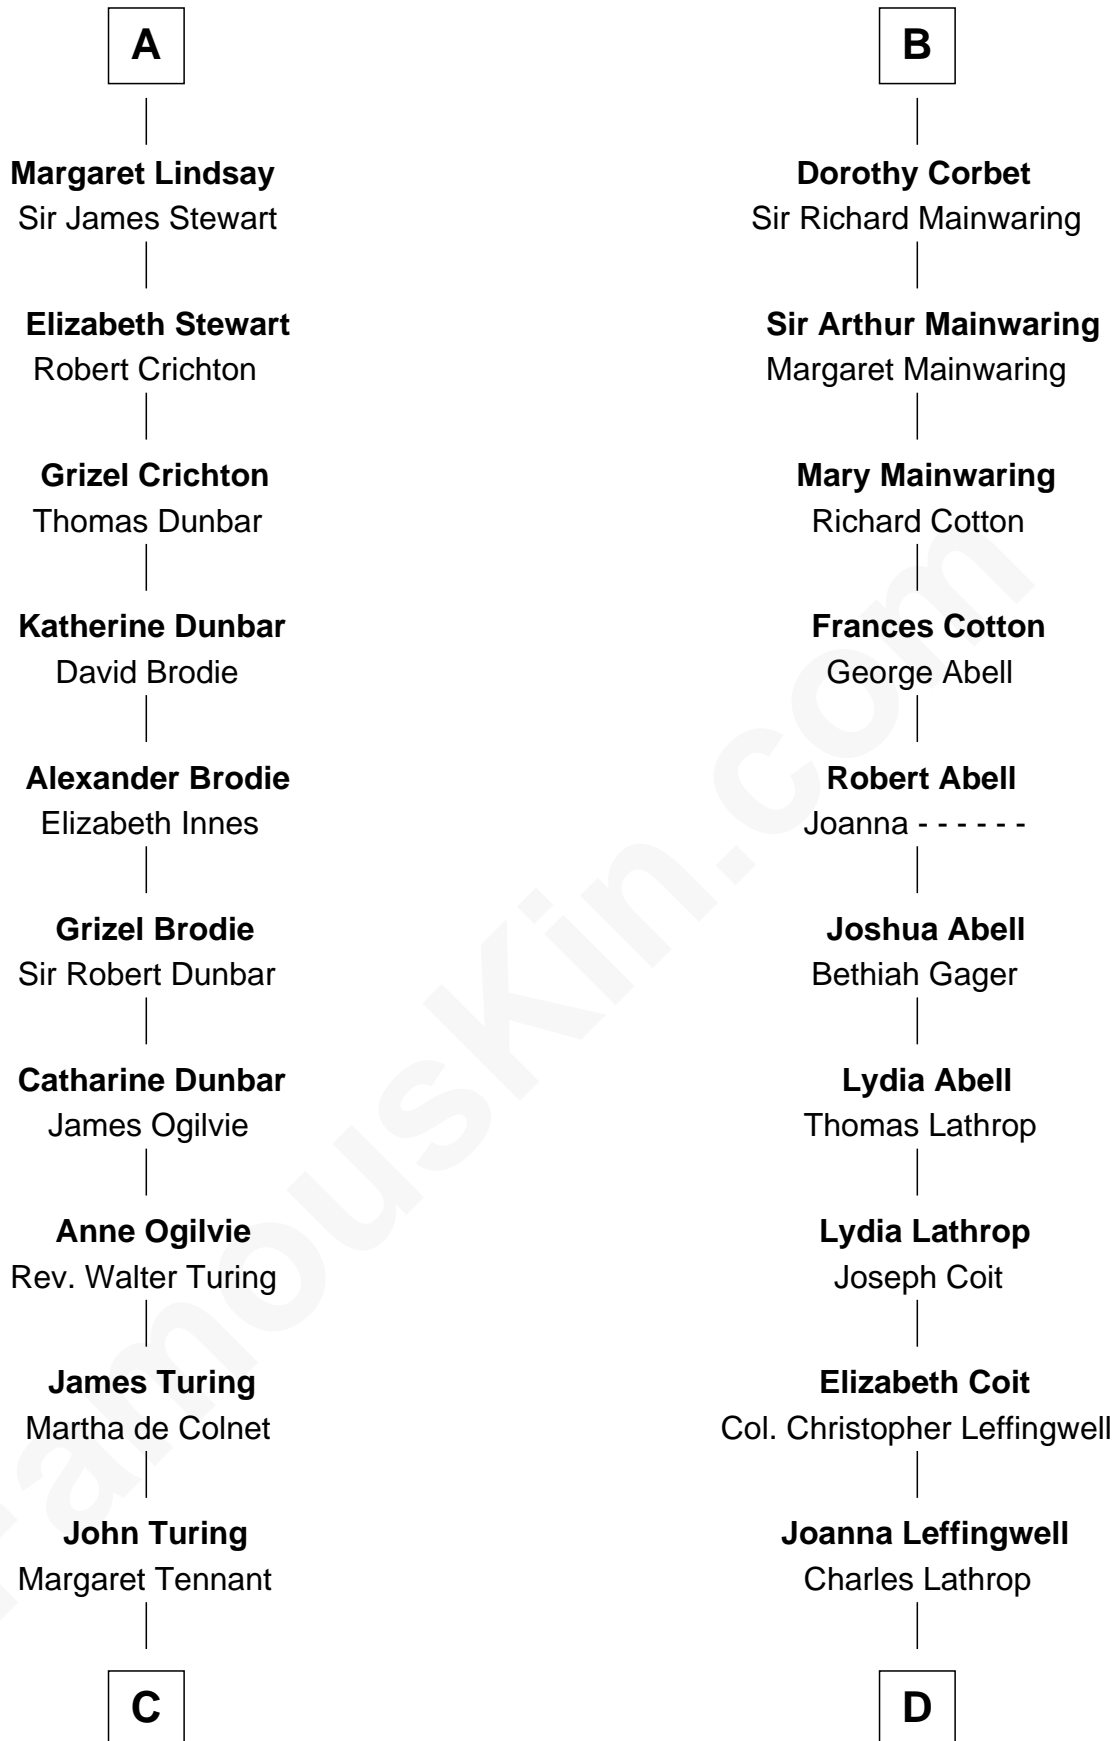 A
Margaret Lindsay
Sir James Stewart
Elizabeth Stewart
Robert Crichton
Grizel Crichton
Thomas Dunbar
Katherine Dunbar
David Brodie
Alexander Brodie
Elizabeth Innes
Grizel Brodie
Sir Robert Dunbar
Catharine Dunbar
James Ogilvie
Anne Ogilvie
Rev. Walter Turing
James Turing
Martha de Colnet
John Turing
Margaret Tennant
C
B
Dorothy Corbet
Sir Richard Mainwaring
Sir Arthur Mainwaring
Margaret Mainwaring
Mary Mainwaring
Richard Cotton
Frances Cotton
George Abell
Robert Abell
Joanna - - - - - -
Joshua Abell
Bethiah Gager
Lydia Abell
Thomas Lathrop
Lydia Lathrop
Joseph Coit
Elizabeth Coit
Col. Christopher Leffingwell
Joanna Leffingwell
Charles Lathrop
D
FamousKin.com